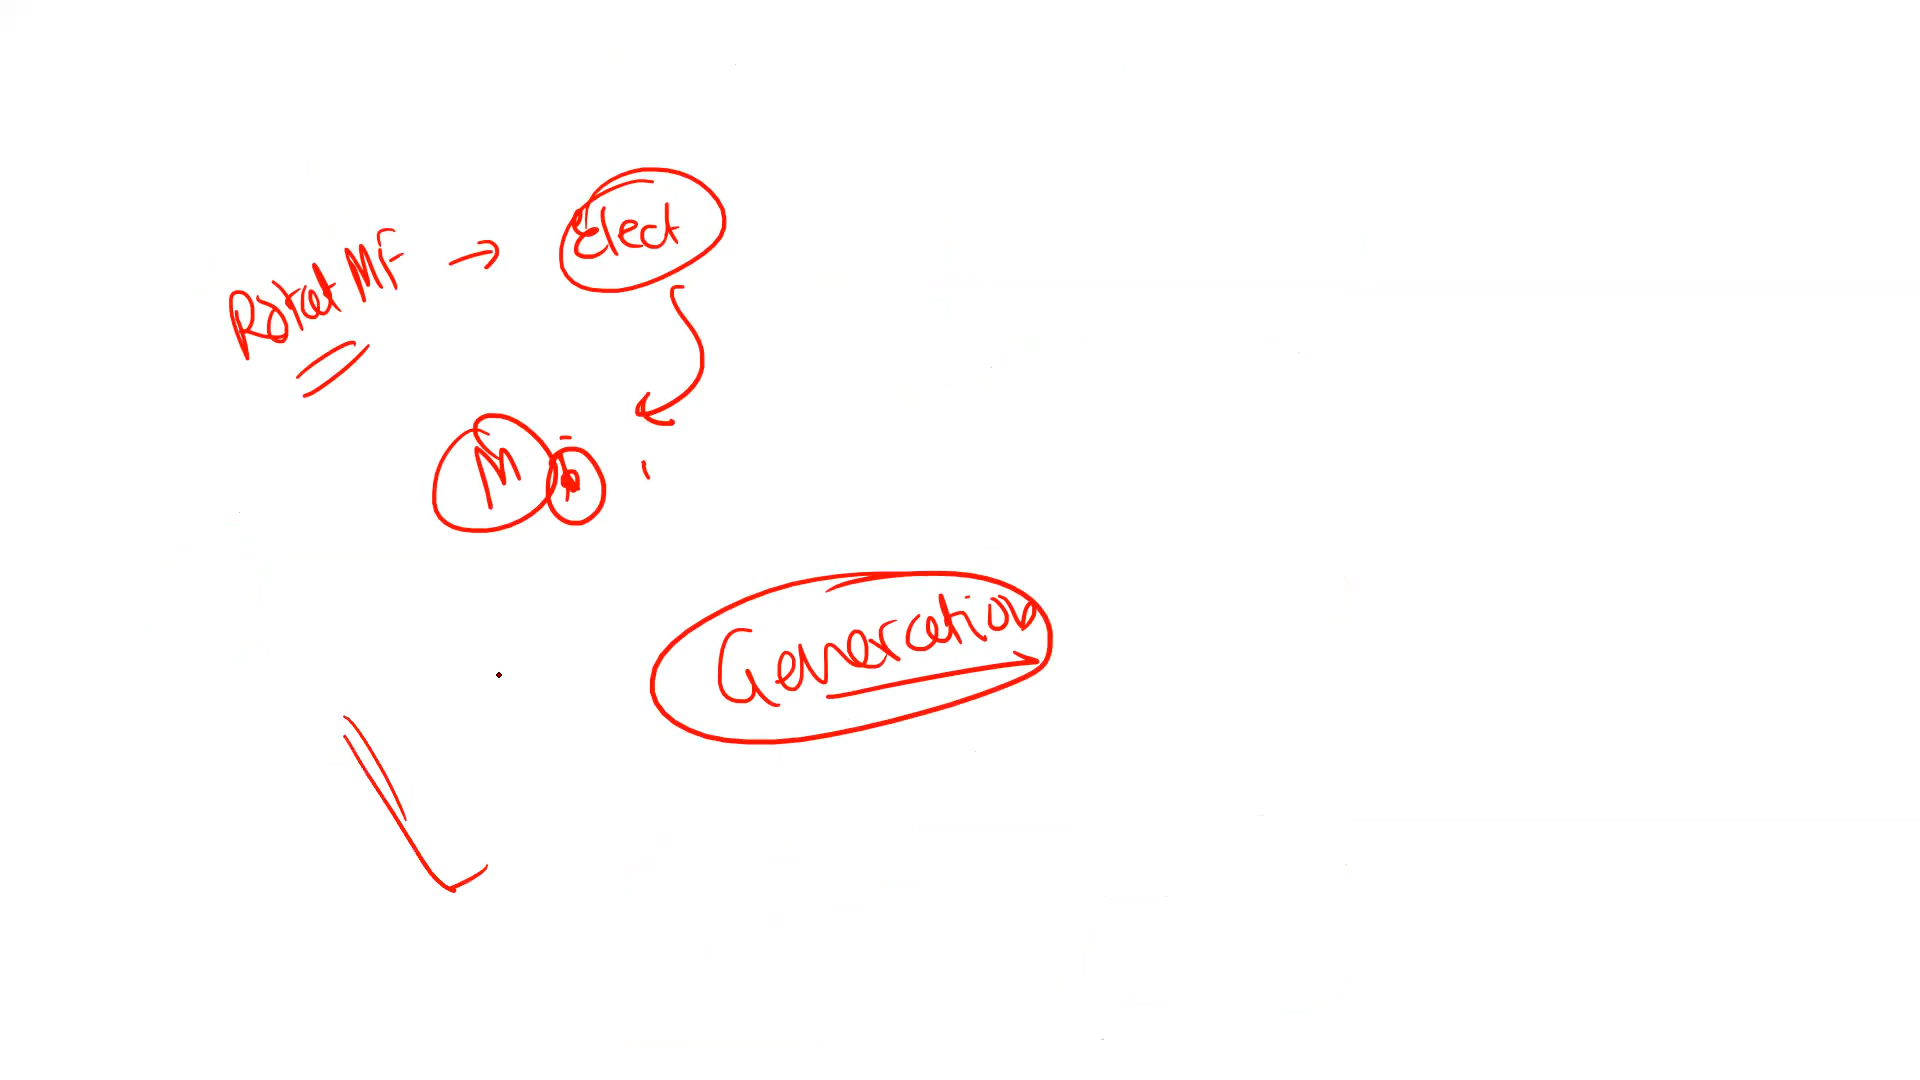 Rotat MF → Elect
M
Generation